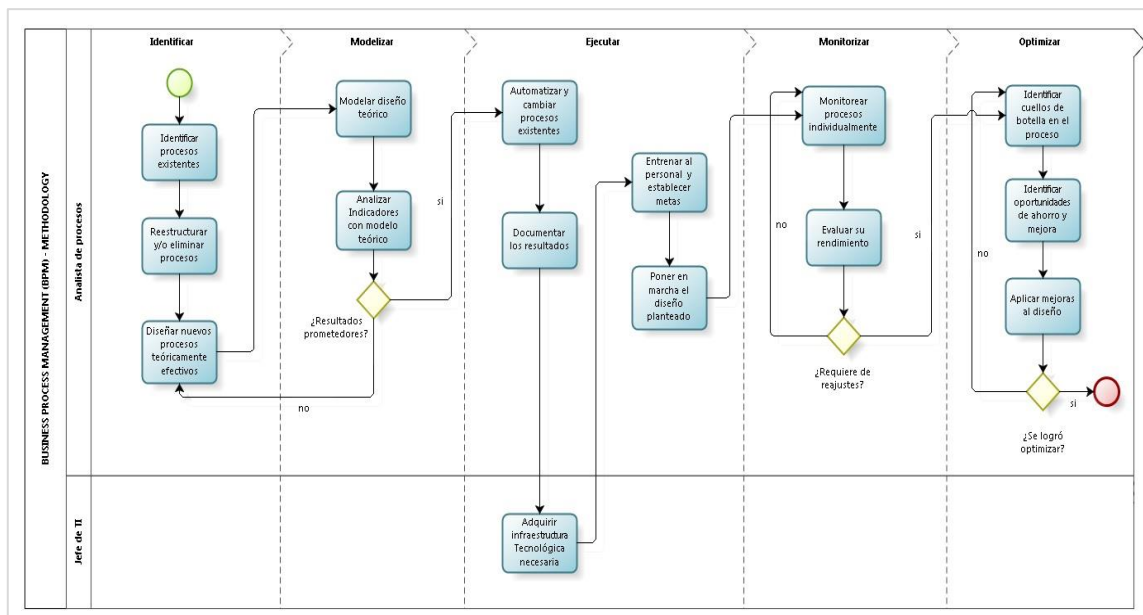 BUSINESS PROCESS MANAGEMENT (BPM) - METHODOLOGY
Analista de procesos
Jefe de TI
Identificar
Modelizar
Ejecutar
Monitorizar
Optimizar
Identificar
procesos
existentes
Reestructurar
y/o eliminar
procesos
Diseñar nuevos
procesos
teóricamente
efectivos
Modelar diseño
teórico
Analizar
Indicadores
con modelo
teórico
¿Resultados
prometedores?
no
si
Automatizar y
cambiar
procesos
existentes
Documentar
los resultados
Adquirir
infraestructura
Tecnológica
necesaria
Entrenar al
personal y
establecer
metas
Poner en
marcha el
diseño
planteado
Monitorear
procesos
individualmente
Evaluar su
rendimiento
¿Requiere de
reajustes?
no
si
Identificar
cuellos de
botella en el
proceso
Identificar
oportunidades
de ahorro y
mejora
Aplicar mejoras
al diseño
¿Se logró
optimizar?
no
si